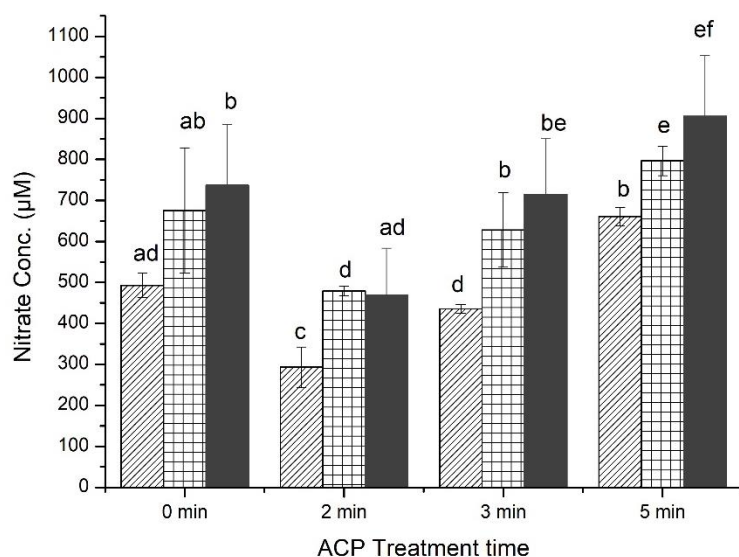 Nitrate Conc. (µM)
1100
1000
900
800
700
600
500
400
300
200
100
0
ad
ab
b
c
d
ad
d
b
be
b
e
ef
0 min
2 min
3 min
5 min
ACP Treatment time